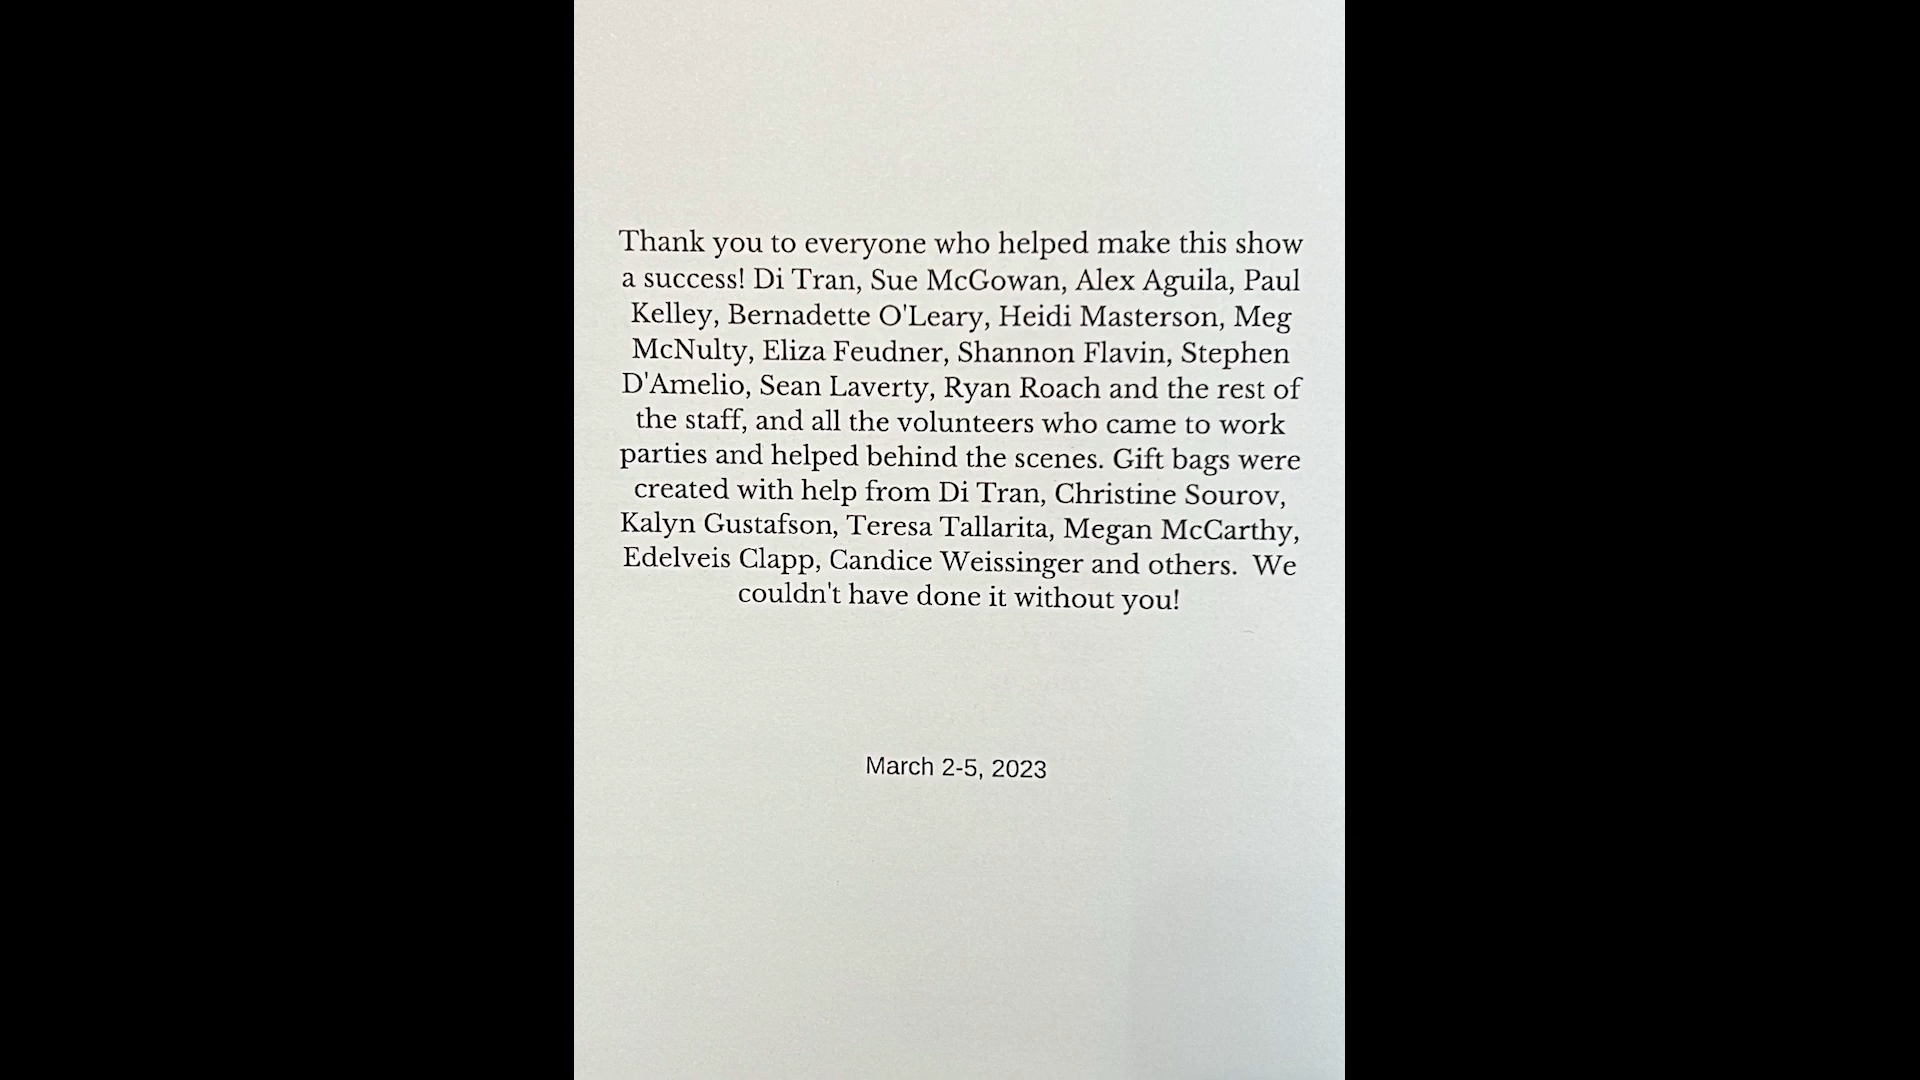 Thank you to everyone who helped make this show
a success! Di Tran, Sue McGowan, Alex Aguila, Paul
Kelley, Bernadette O'Leary, Heidi Masterson, Meg
McNulty, Eliza Feudner, Shannon Flavin, Stephen
D'Amelio, Sean Laverty, Ryan Roach and the rest of
the staff, and all the volunteers who came to work
parties and helped behind the scenes. Gift bags were
created with help from Di Tran, Christine Sourov,
Kalyn Gustafson, Teresa Tallarita, Megan McCarthy,
Edelveis Clapp, Candice Weissinger and others.  We
couldn't have done it without you!
March 2-5, 2023